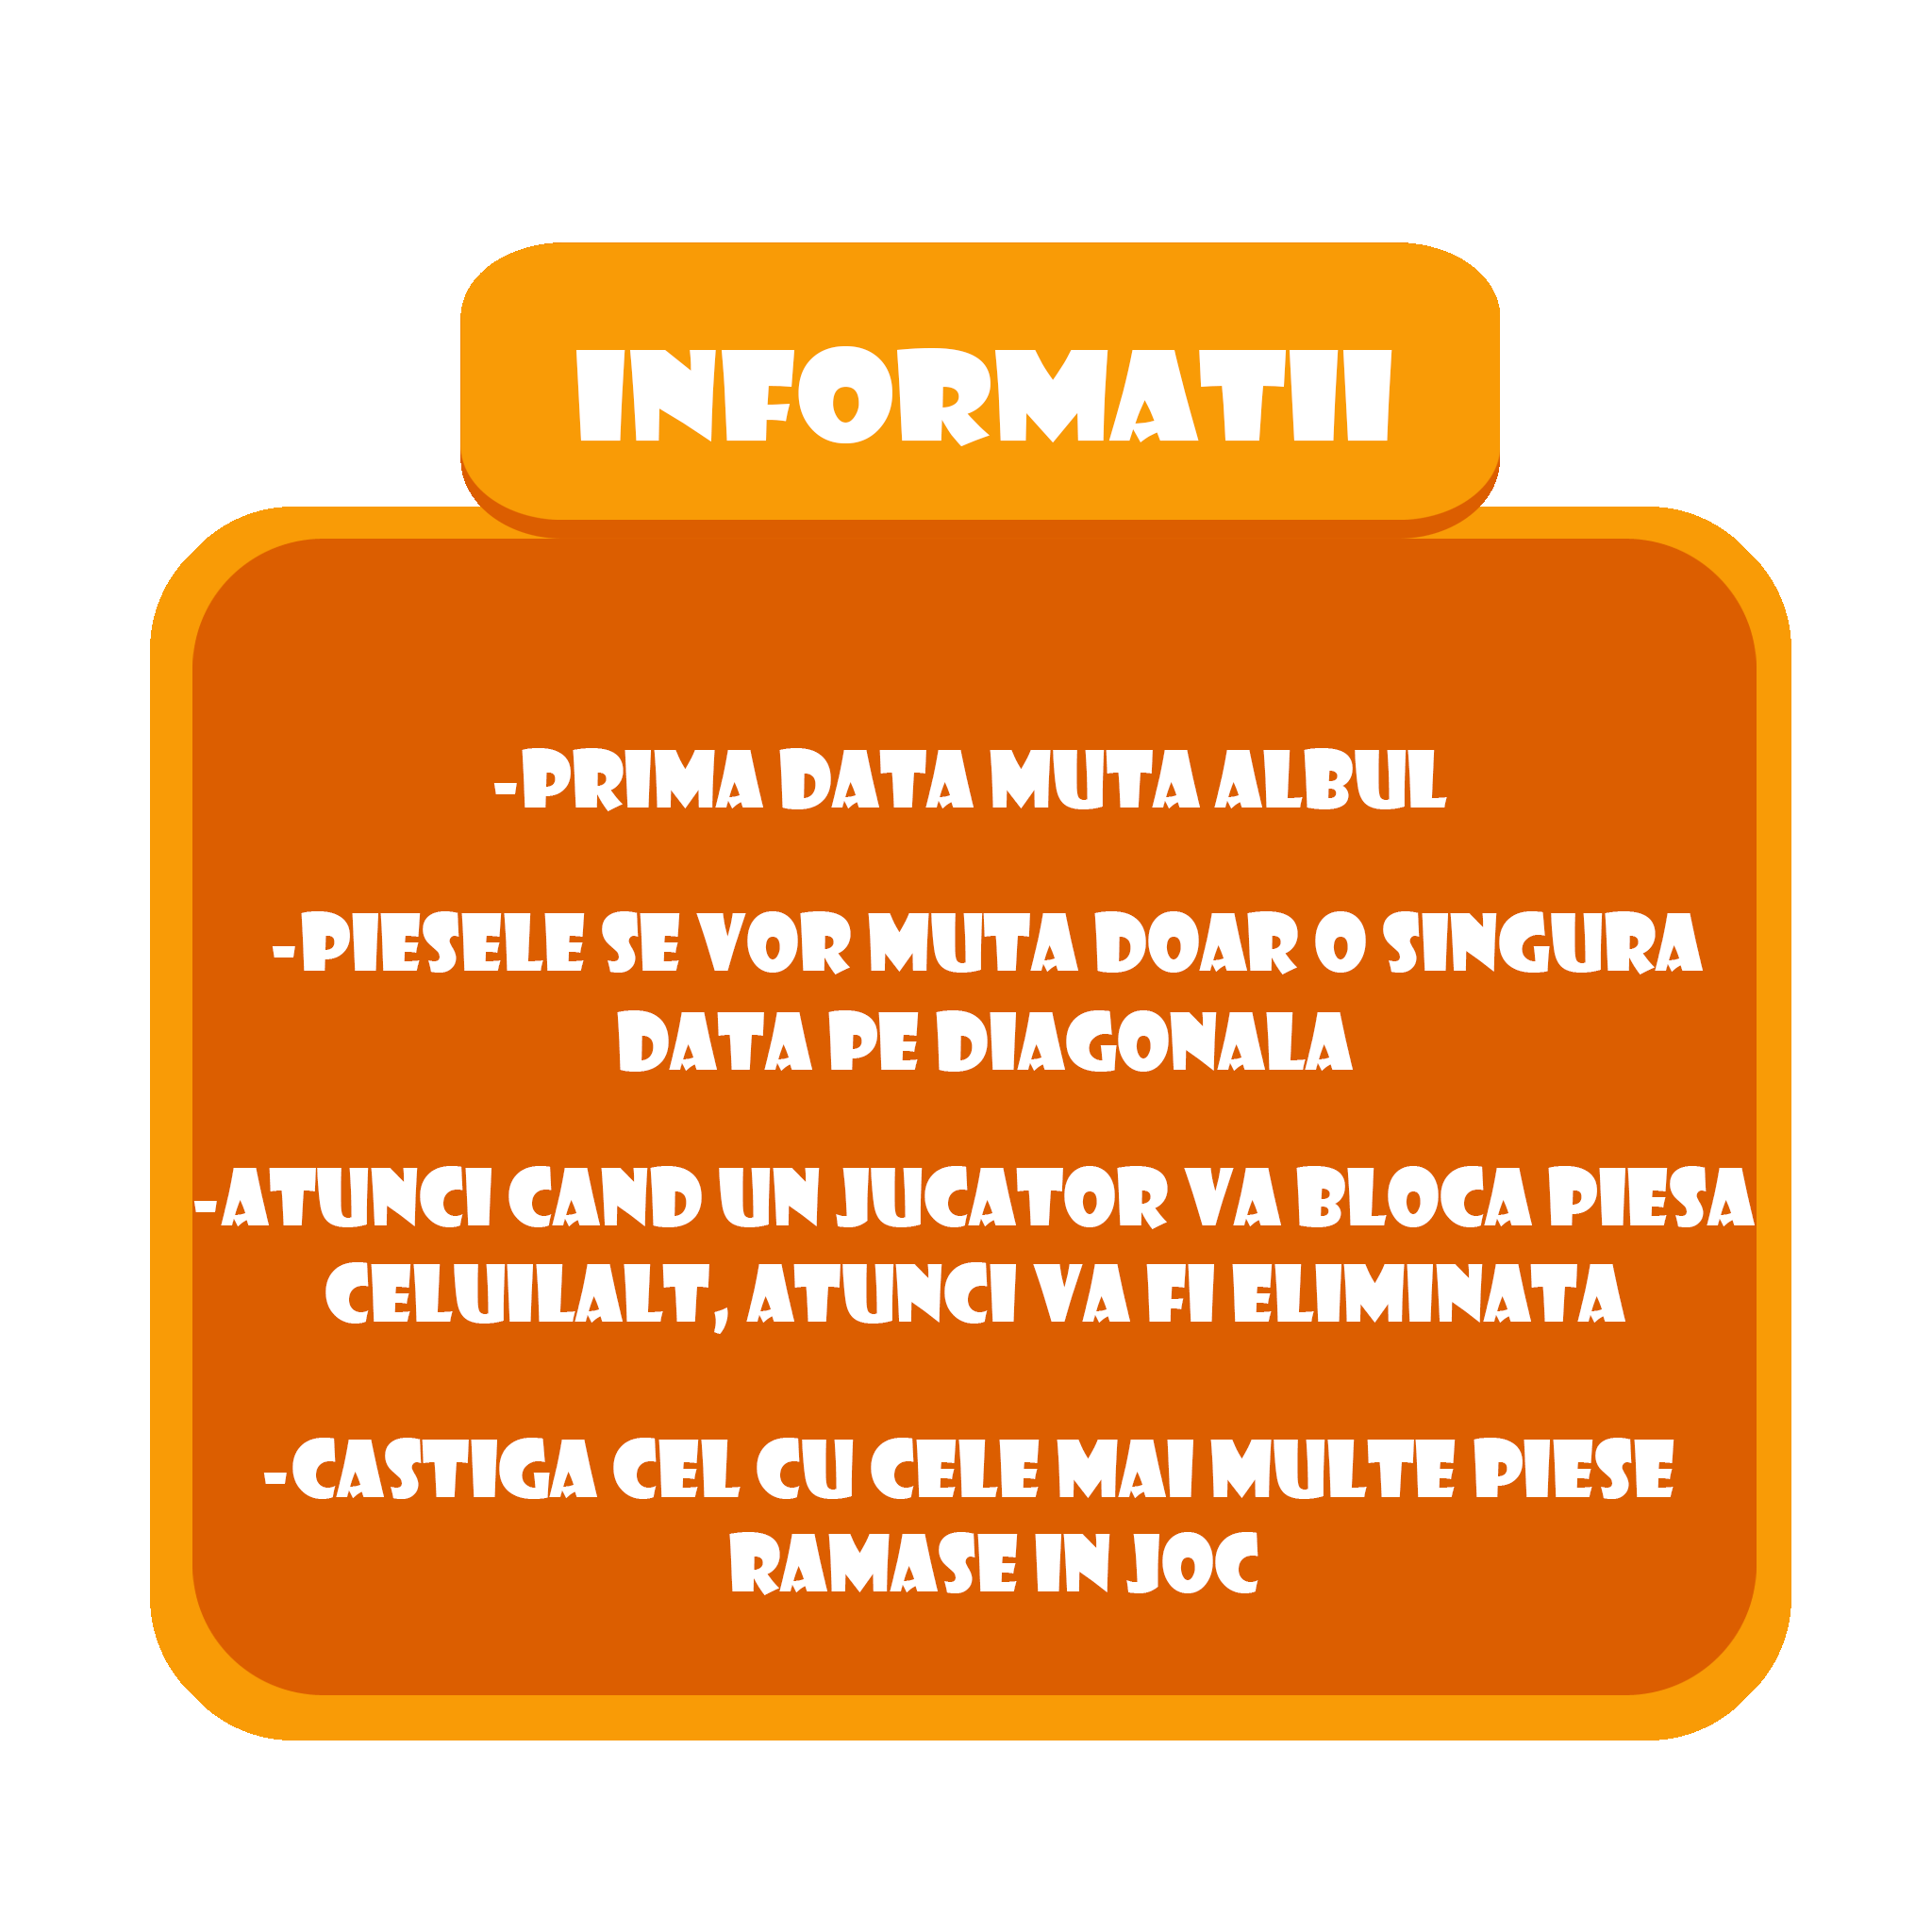 INFORMATII
-PRIMA DATA MUTA ALBUL
-PIESELE SE VOR MUTA DOAR O SINGURA
DATA PE DIAGONALA
-ATUNCI CAND UN JUCATOR VA BLOCA PIESA
CELUILALT, ATUNCI VA FI ELIMINATA
-CASTIGA CEL CU CELE MAI MULTE PIESE
RAMASE IN JOC